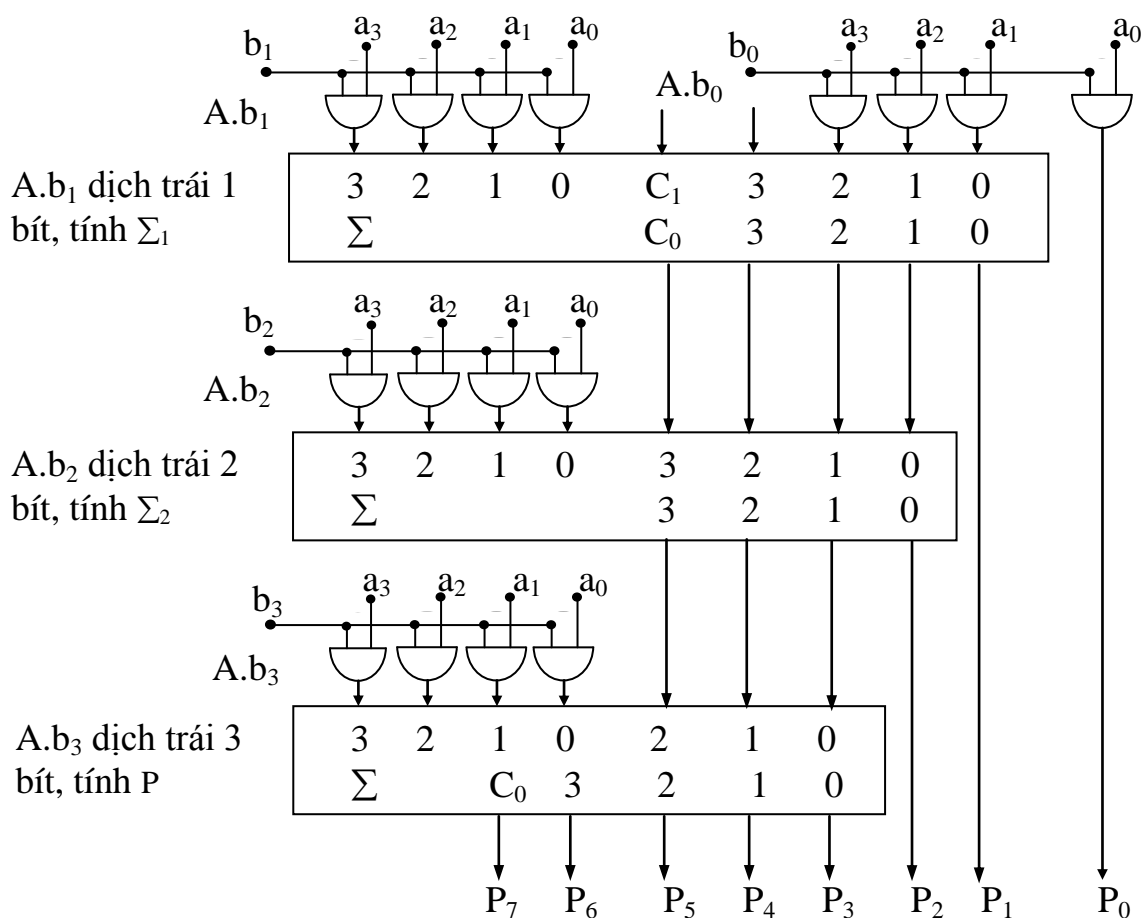 a3 a2 a1 a0 a3 a2 a1 a0
b1 b0
A.b1 A.b0
A.b1 dịch trái 1
bít, tính Σ1
3 2 1 0 C1 3 2 1 0
Σ C0 3 2 1 0
a3 a2 a1 a0
b2
A.b2
A.b2 dịch trái 2
bít, tính Σ2
3 2 1 0 3 2 1 0
Σ 3 2 1 0
a3 a2 a1 a0
b3
A.b3
A.b3 dịch trái 3
bít, tính P
3 2 1 0 2 1 0
Σ C0 3 2 1 0
P7 P6 P5 P4 P3 P2 P1 P0